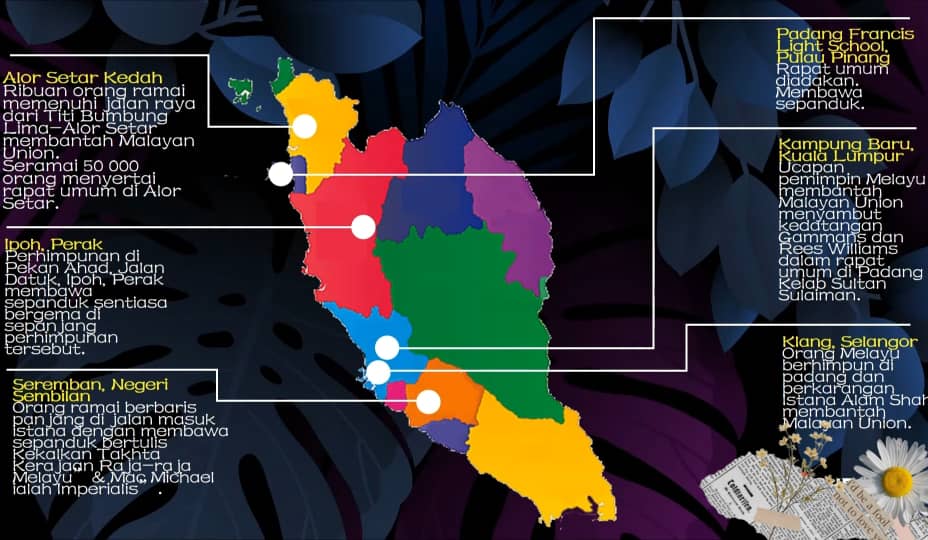 Alor Setar Kedah
Ribuan orang ramai
memenuhi jalan raya
dari Titi Bumbung
Lima-Alor Setar
membantah Malayan
Union.
Seramai 50 000
orang menyertai
rapat umum di Alor
Setar.
Ipoh, Perak
Perhimpunan di
Pekan Ahad, Jalan
Datuk, Ipoh, Perak
membawa
sepanduk sentiasa
bergema di
sepanjang
perhimpunan
tersebut.
Seremban, Negeri
Sembilan
Orang ramai berbaris
panjang di jalan masuk
Istana dengan membawa
sepanduk bertulis
Kekalkan Takhta
Kerajaan Raja-raja
Melayu" & Mac Michael
ialah Imperialis" .
Padang Francis
Light School,
Pulau Pinang
Rapat umum
diadakan.
Membawa
sepanduk.
Kampung Baru,
Kuala Lumpur
Ucapan
pemimpin Melayu
membantah
Malayan Union
menyambut
kedatangan
Gammans dan
Rees Williams
dalam rapat
umum di Padang
Kelab Sultan
Sulaiman.
Klang, Selangor
Orang Melayu
berhimpun di
padang dan
perkarangan
Istana Alam Shah
membantah
Malayan Union.